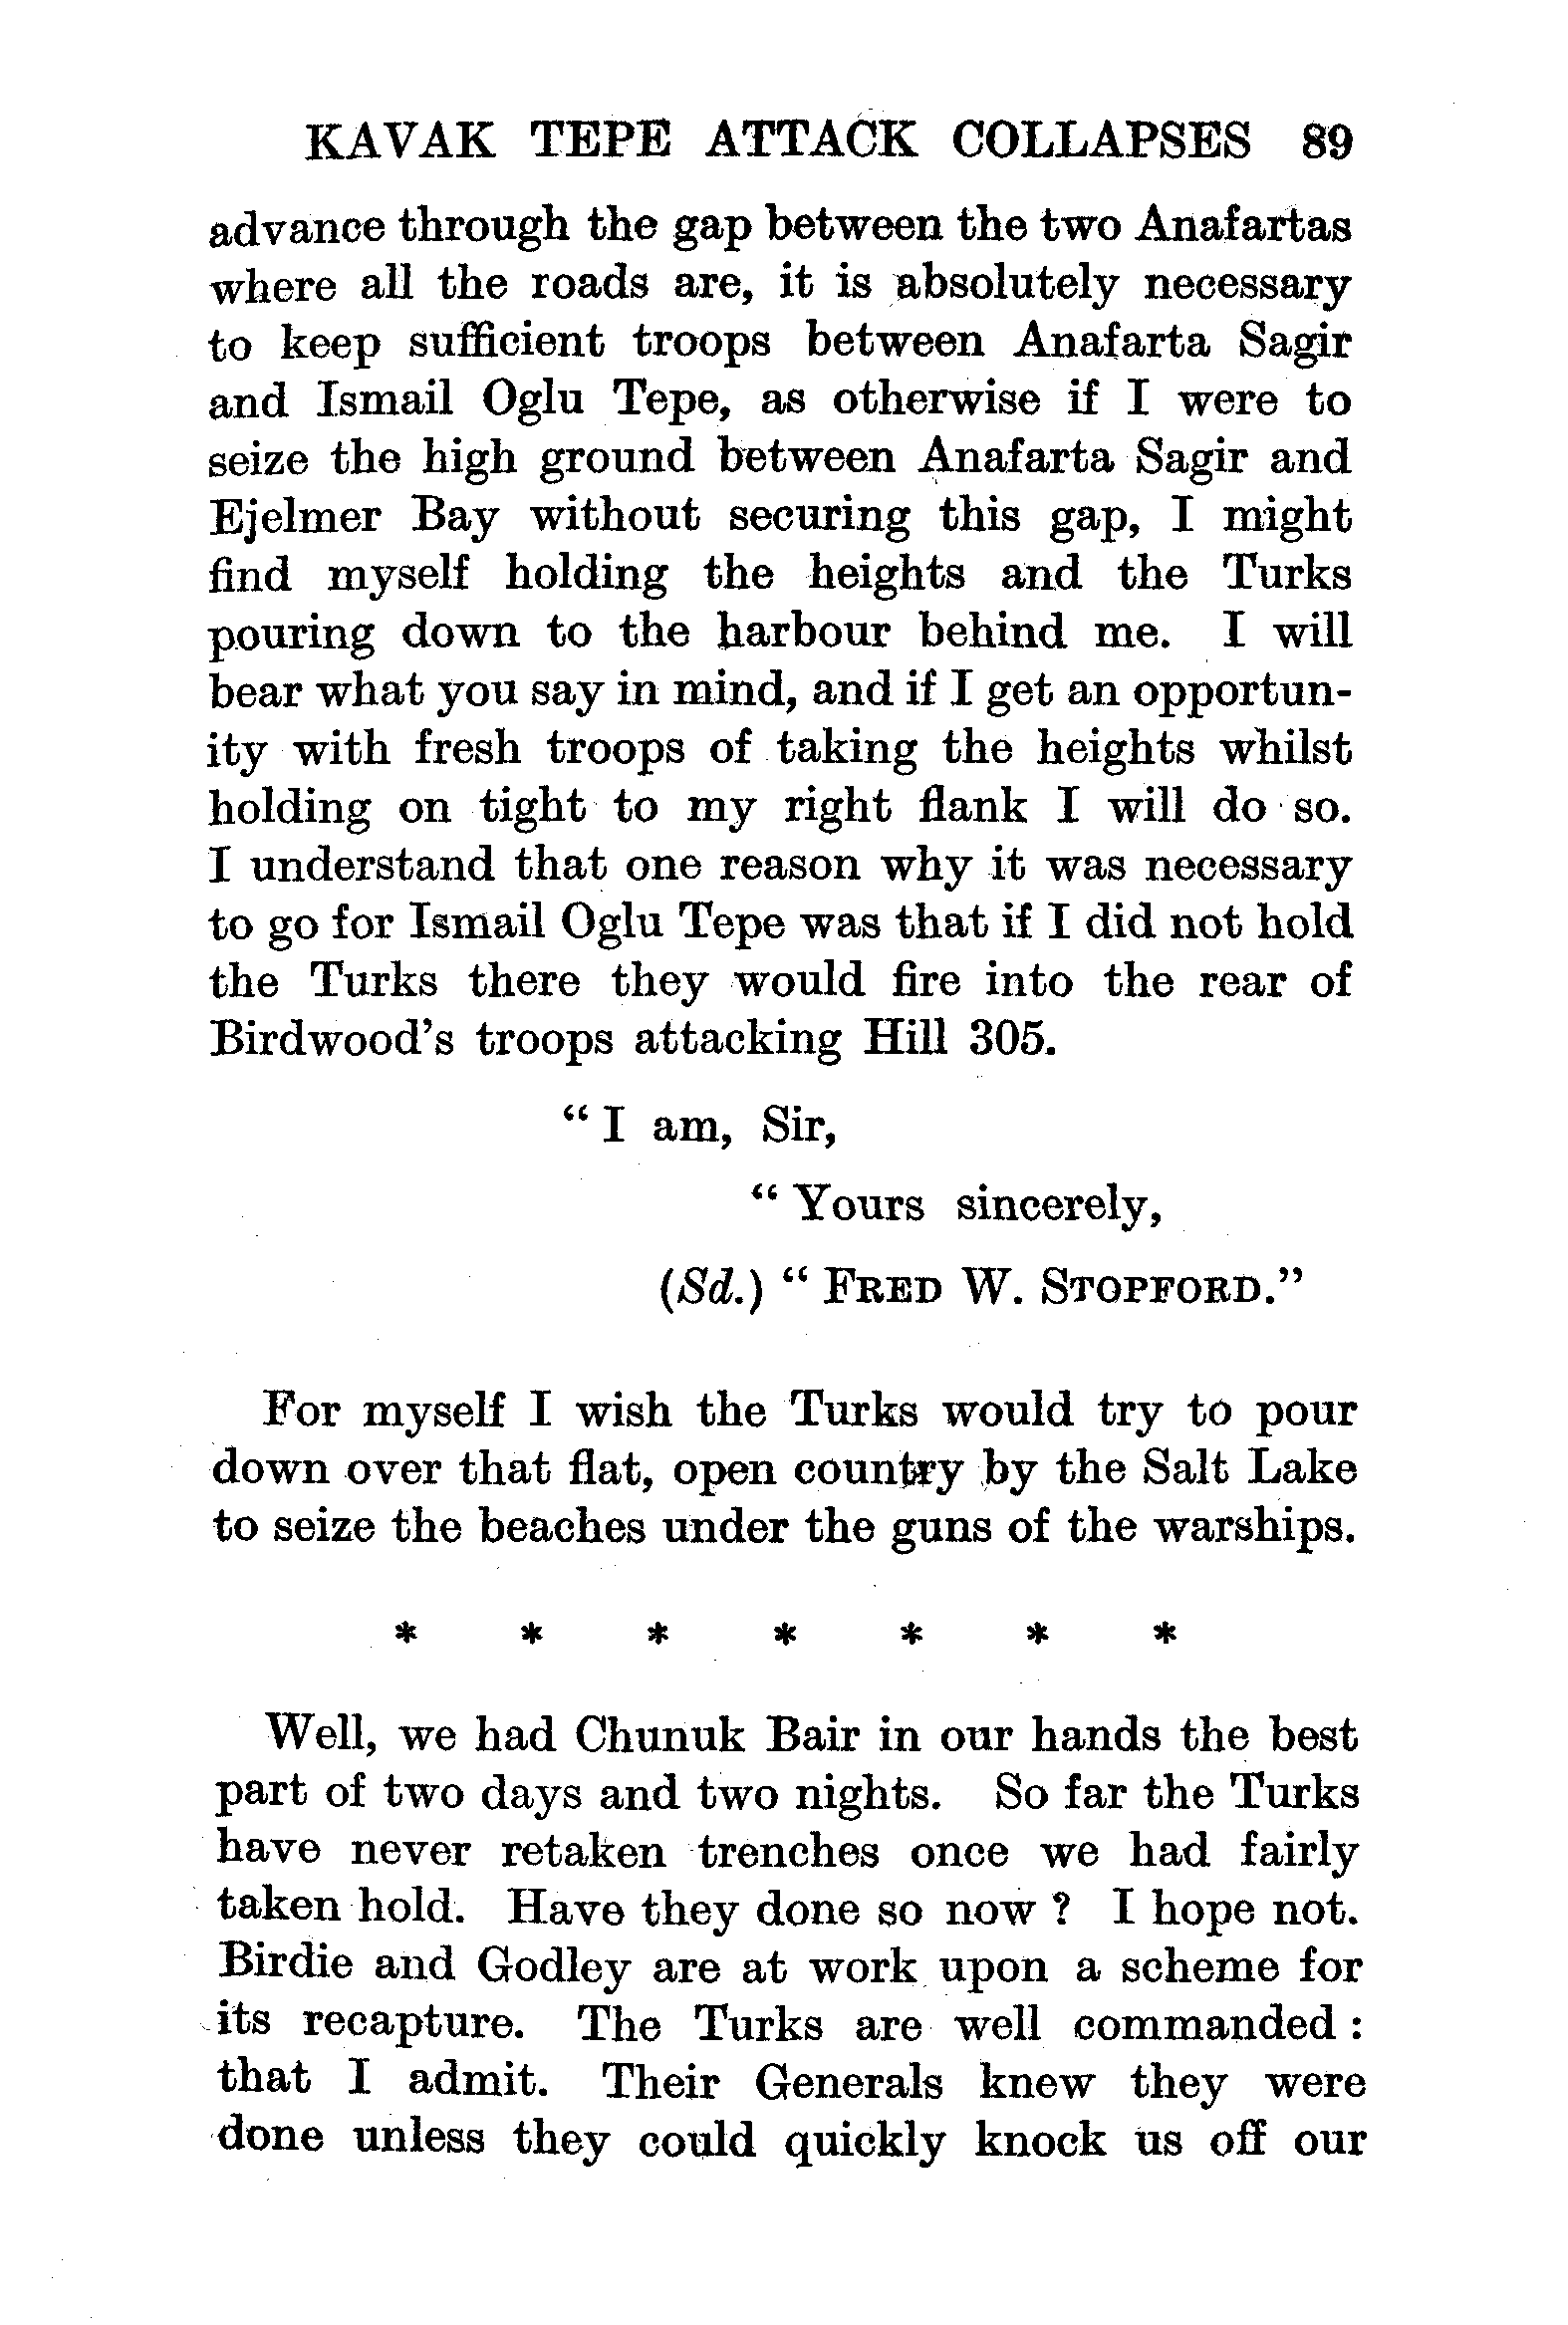 KAVAK TEPE ATTACK COLLAPSES 89
advance through the gap between the two Anafartas
where all the roads are, it is absolutely necessary
to keep sufficient troops between Anafarta Sagir
and Ismail Oglu Tepe, as otherwise if I were to
seize the high ground between Anafarta Sagir and
Ejelmer Bay without securing this gap, I might
find myself holding the heights and the Turks
pouring down to the harbour behind me. I will
bear what you say in mind, and if I get an opportun-
ity with fresh troops of taking the heights whilst
holding on tight to my right flank I will do so.
I understand that one reason why it was necessary
to go for Ismail Oglu Tepe was that if I did not hold
the Turks there they would fire into the rear of
Birdwood's troops attacking Hill 305.
“ I am, Sir,
“ Yours sincerely,
(Sd.) “ FRED W. STOPFORD.”
For myself I wish the Turks would try to pour
down over that flat, open country by the Salt Lake
to seize the beaches under the guns of the warships.
* * * * * * *
Well, we had Chunuk Bair in our hands the best
part of two days and two nights. So far the Turks
have never retaken trenches once we had fairly
taken hold. Have they done so now ? I hope not.
Birdie and Godley are at work upon a scheme for
its recapture. The Turks are well commanded :
that I admit. Their Generals knew they were
done unless they could quickly knock us off our